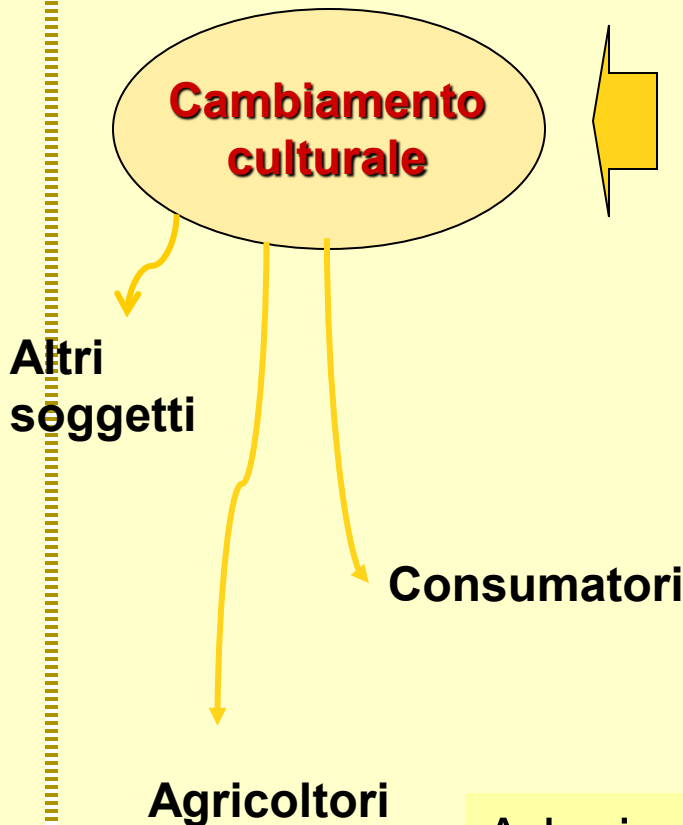 Cambiamento
culturale
Altri
soggetti
Consumatori
Agricoltori